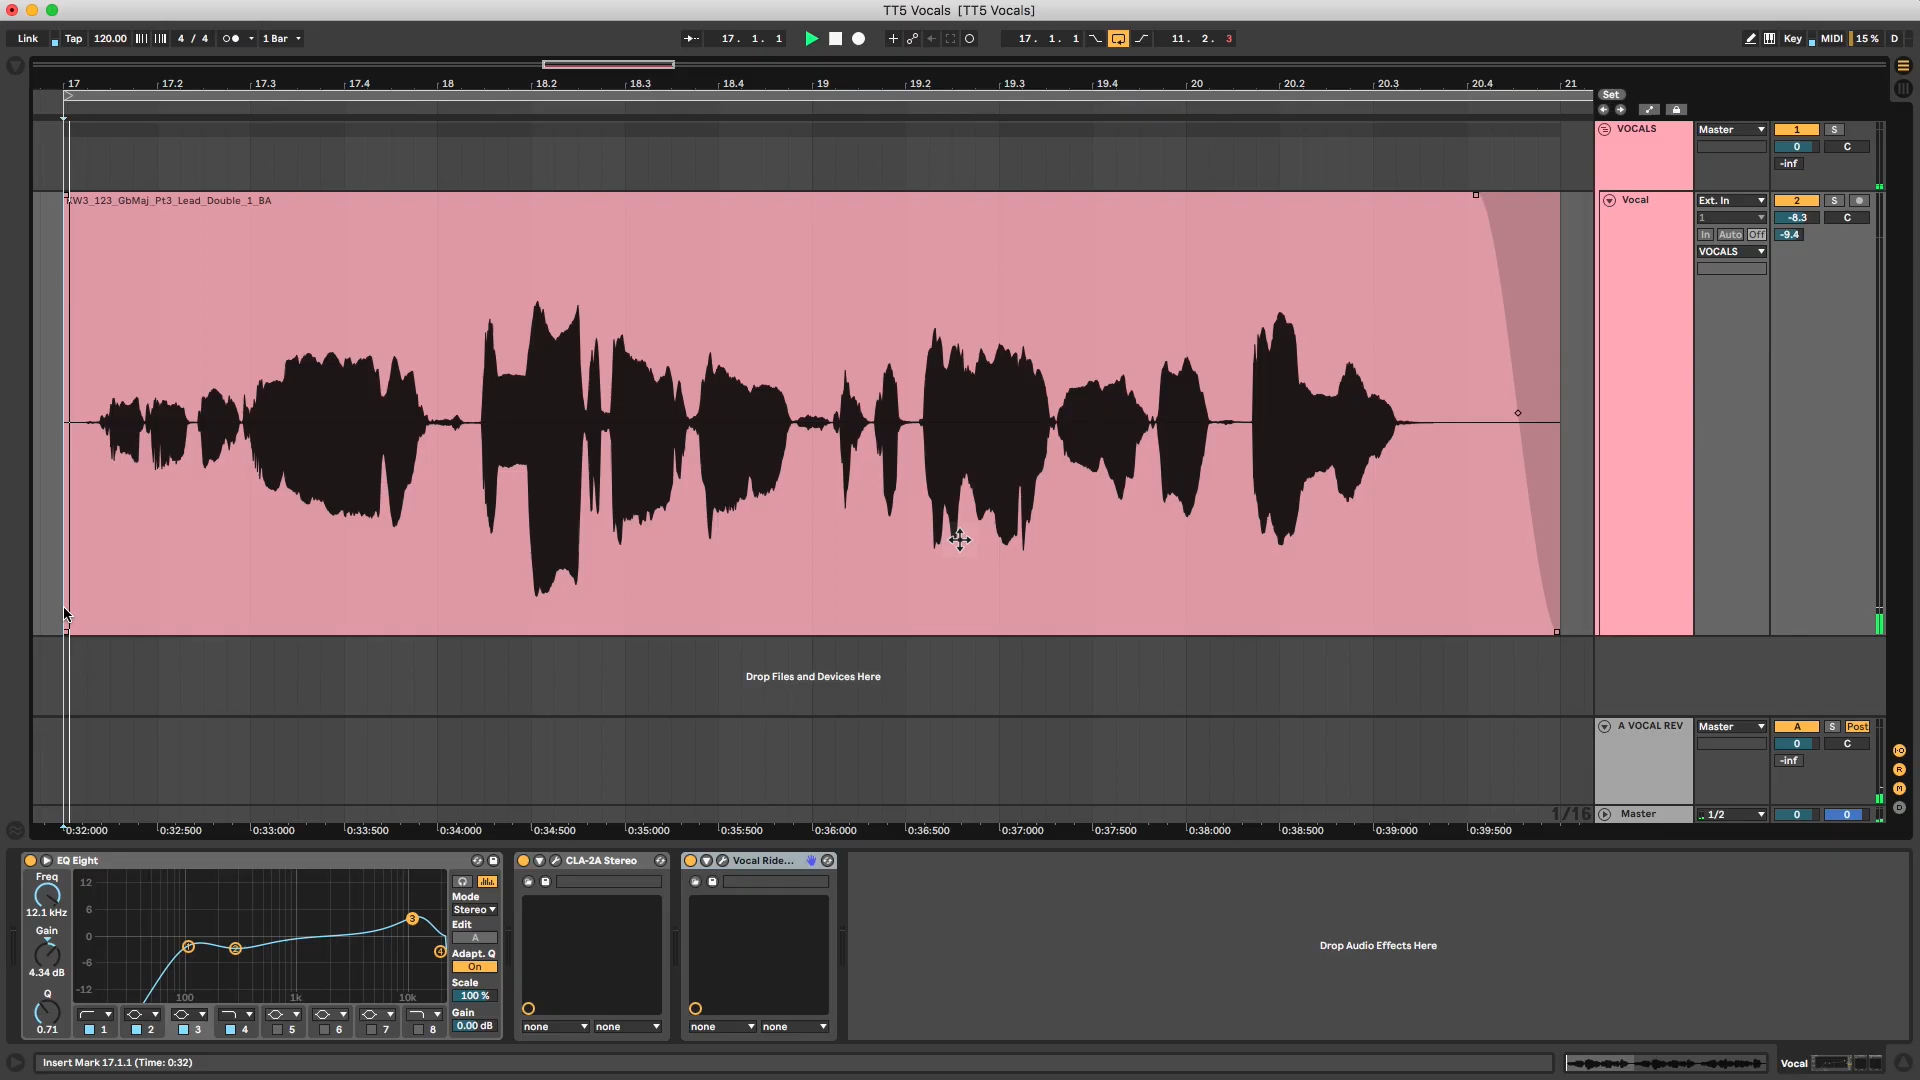 TT5 Vocals [TT5 Vocals]
Link Tap 120.00 4 / 4 1 Bar 17. 1. 1 17. 1. 1 11. 2. 3 Key MIDI 15 % D
17 17.2 17.3 17.4 18 18.2 18.3 18.4 19 19.2 19.3 19.4 20 20.2 20.3 20.4 21
Set
VOCALS Master 1 S
0 C
-inf
W3_123_GbMaj_Pt3_Lead_Double_1_BA
Vocal Ext. In 2 S
1 -8.3 C
In Auto Off -9.4
VOCALS
Drop Files and Devices Here
A VOCAL REV Master A S Post
0 C
-inf
1/16
Master 1/2 0 0
0:32:000 0:32:500 0:33:000 0:33:500 0:34:000 0:34:500 0:35:000 0:35:500 0:36:000 0:36:500 0:37:000 0:37:500 0:38:000 0:38:500 0:39:000 0:39:500
I·O
R
M
D
EQ Eight
Freq
12.1 kHz
Gain
4.34 dB
Q
0.71
12
6
0
-6
-12
100 1k 10k
1 2 3 4
1 2 3 4 5 6 7 8
Mode
Stereo
Edit
A
Adapt. Q
On
Scale
100 %
Gain
0.00 dB
CLA-2A Stereo
none none
Vocal Ride...
none none
Drop Audio Effects Here
Insert Mark 17.1.1 (Time: 0:32)
Vocal